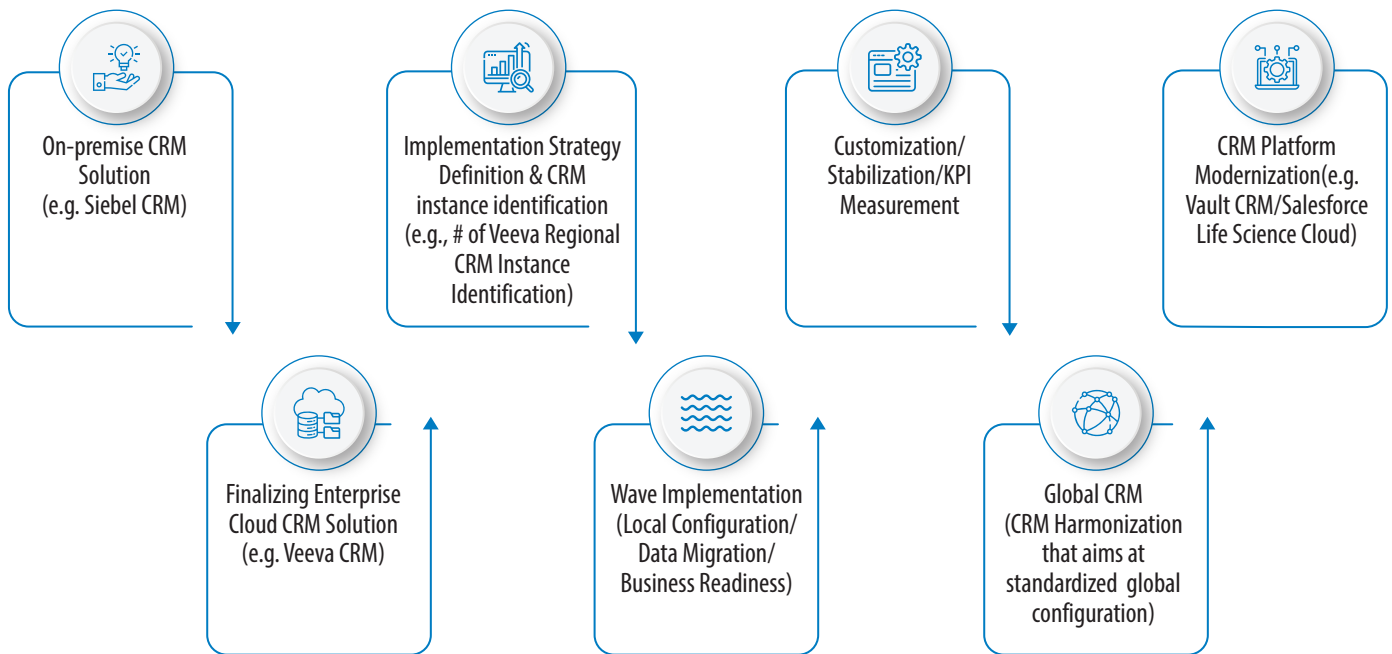 On-premise CRM
Solution
(e.g. Siebel CRM)
Finalizing Enterprise
Cloud CRM Solution
(e.g. Veeva CRM)
Implementation Strategy
Definition & CRM
instance identification
(e.g., # of Veeva Regional
CRM Instance
Identification)
Wave Implementation
(Local Configuration/
Data Migration/
Business Readiness)
Customization/
Stabilization/KPI
Measurement
Global CRM
(CRM Harmonization
that aims at
standardized global
configuration)
CRM Platform
Modernization(e.g.
Vault CRM/Salesforce
Life Science Cloud)